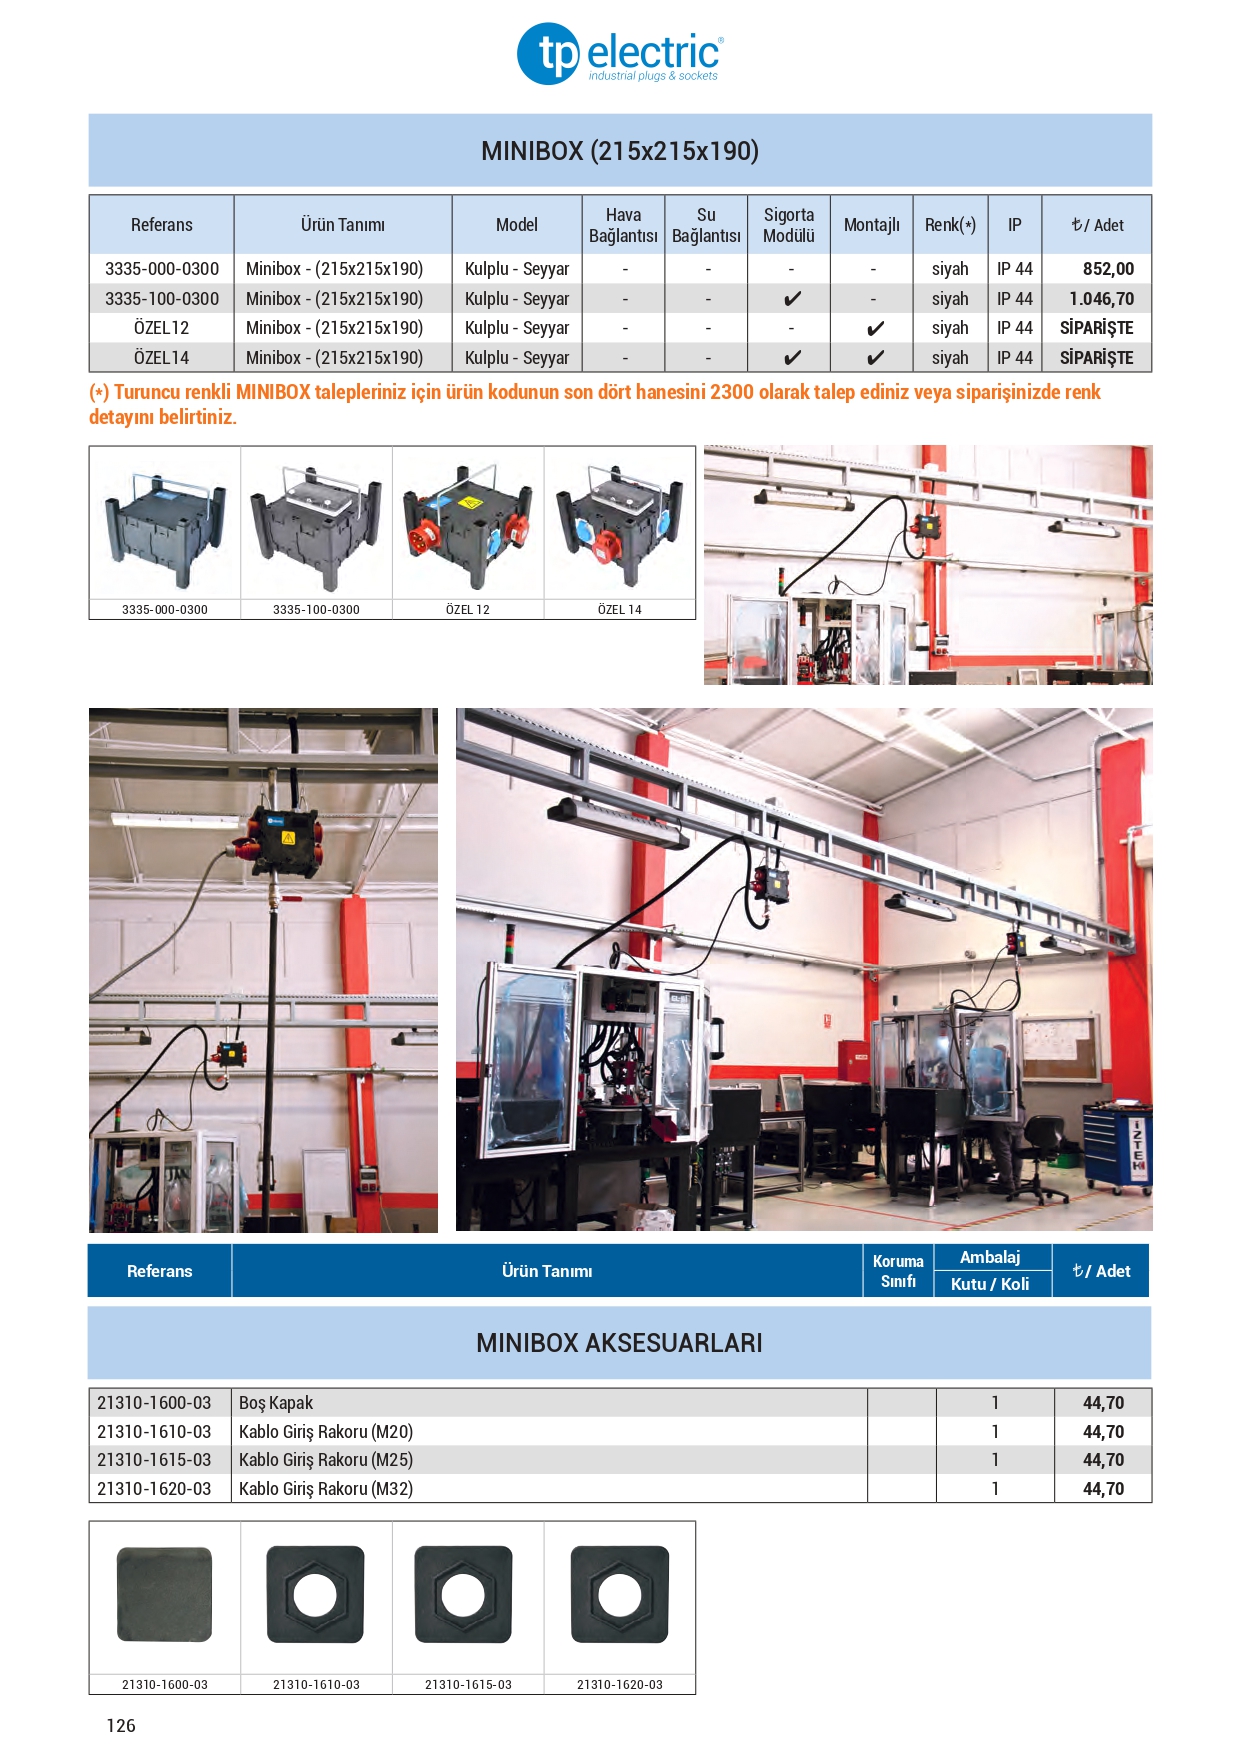 tp electric®
industrial plugs & sockets
MINIBOX (215x215x190)
Referans Ürün Tanımı Model Hava Bağlantısı Su Bağlantısı Sigorta Modülü Montajlı Renk(*) IP ₺/ Adet
3335-000-0300 Minibox - (215x215x190) Kulplu - Seyyar - - - - siyah IP 44 852,00
3335-100-0300 Minibox - (215x215x190) Kulplu - Seyyar - - ✔ - siyah IP 44 1.046,70
ÖZEL12 Minibox - (215x215x190) Kulplu - Seyyar - - - ✔ siyah IP 44 SİPARİŞTE
ÖZEL14 Minibox - (215x215x190) Kulplu - Seyyar - - ✔ ✔ siyah IP 44 SİPARİŞTE
(*) Turuncu renkli MINIBOX talepleriniz için ürün kodunun son dört hanesini 2300 olarak talep ediniz veya siparişinizde renk
detayını belirtiniz.
3335-000-0300 3335-100-0300 ÖZEL 12 ÖZEL 14
İZTEK
Referans Ürün Tanımı Koruma Sınıfı Ambalaj Kutu / Koli ₺/ Adet
MINIBOX AKSESUARLARI
21310-1600-03 Boş Kapak 1 44,70
21310-1610-03 Kablo Giriş Rakoru (M20) 1 44,70
21310-1615-03 Kablo Giriş Rakoru (M25) 1 44,70
21310-1620-03 Kablo Giriş Rakoru (M32) 1 44,70
21310-1600-03 21310-1610-03 21310-1615-03 21310-1620-03
126